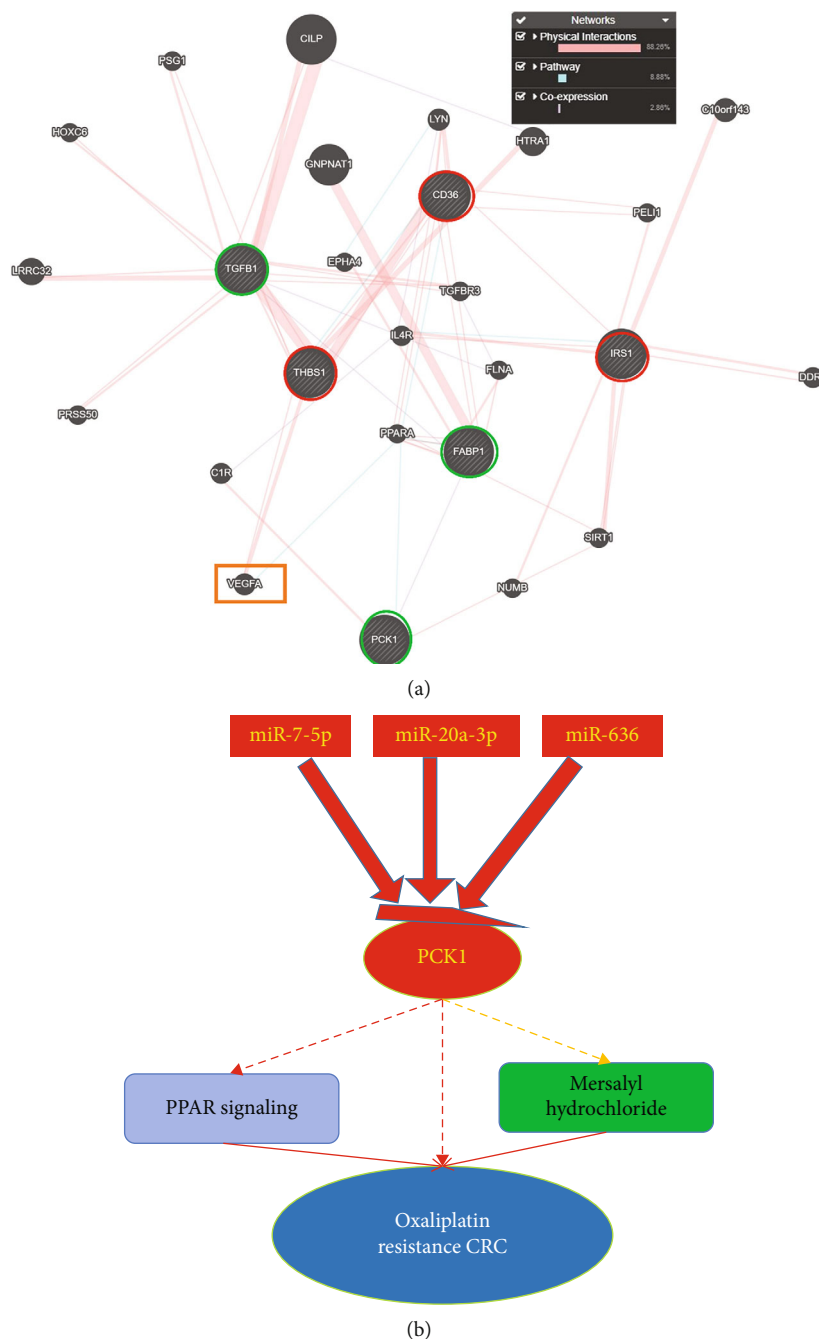 Networks
Physical Interactions
88.26%
Pathway
8.88%
Co-expression
2.86%
CILP
PSG1
HOXC6
LYN
C10orf143
HTRA1
GNPNAT1
CD36
PELI1
TGFB1
LRRC32
EPHA4
TGFBR3
IL4R
IRS1
THBS1
FLNA
DDR
PRSS50
PPARA
FABP1
C1R
SIRT1
VEGFA
NUMB
PCK1
(a)
miR-7-5p
miR-20a-3p
miR-636
PCK1
PPAR signaling
Mersalyl
hydrochloride
Oxaliplatin
resistance CRC
(b)